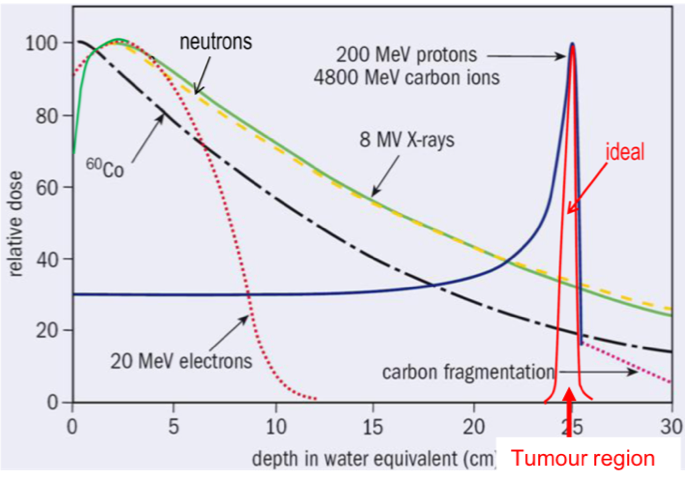 100
80
60
40
20
0
relative dose
neutrons
200 MeV protons
4800 MeV carbon ions
8 MV X-rays
ideal
⁶⁰Co
20 MeV electrons
carbon fragmentation
0 5 10 15 20 25 30
depth in water equivalent (cm)
Tumour region